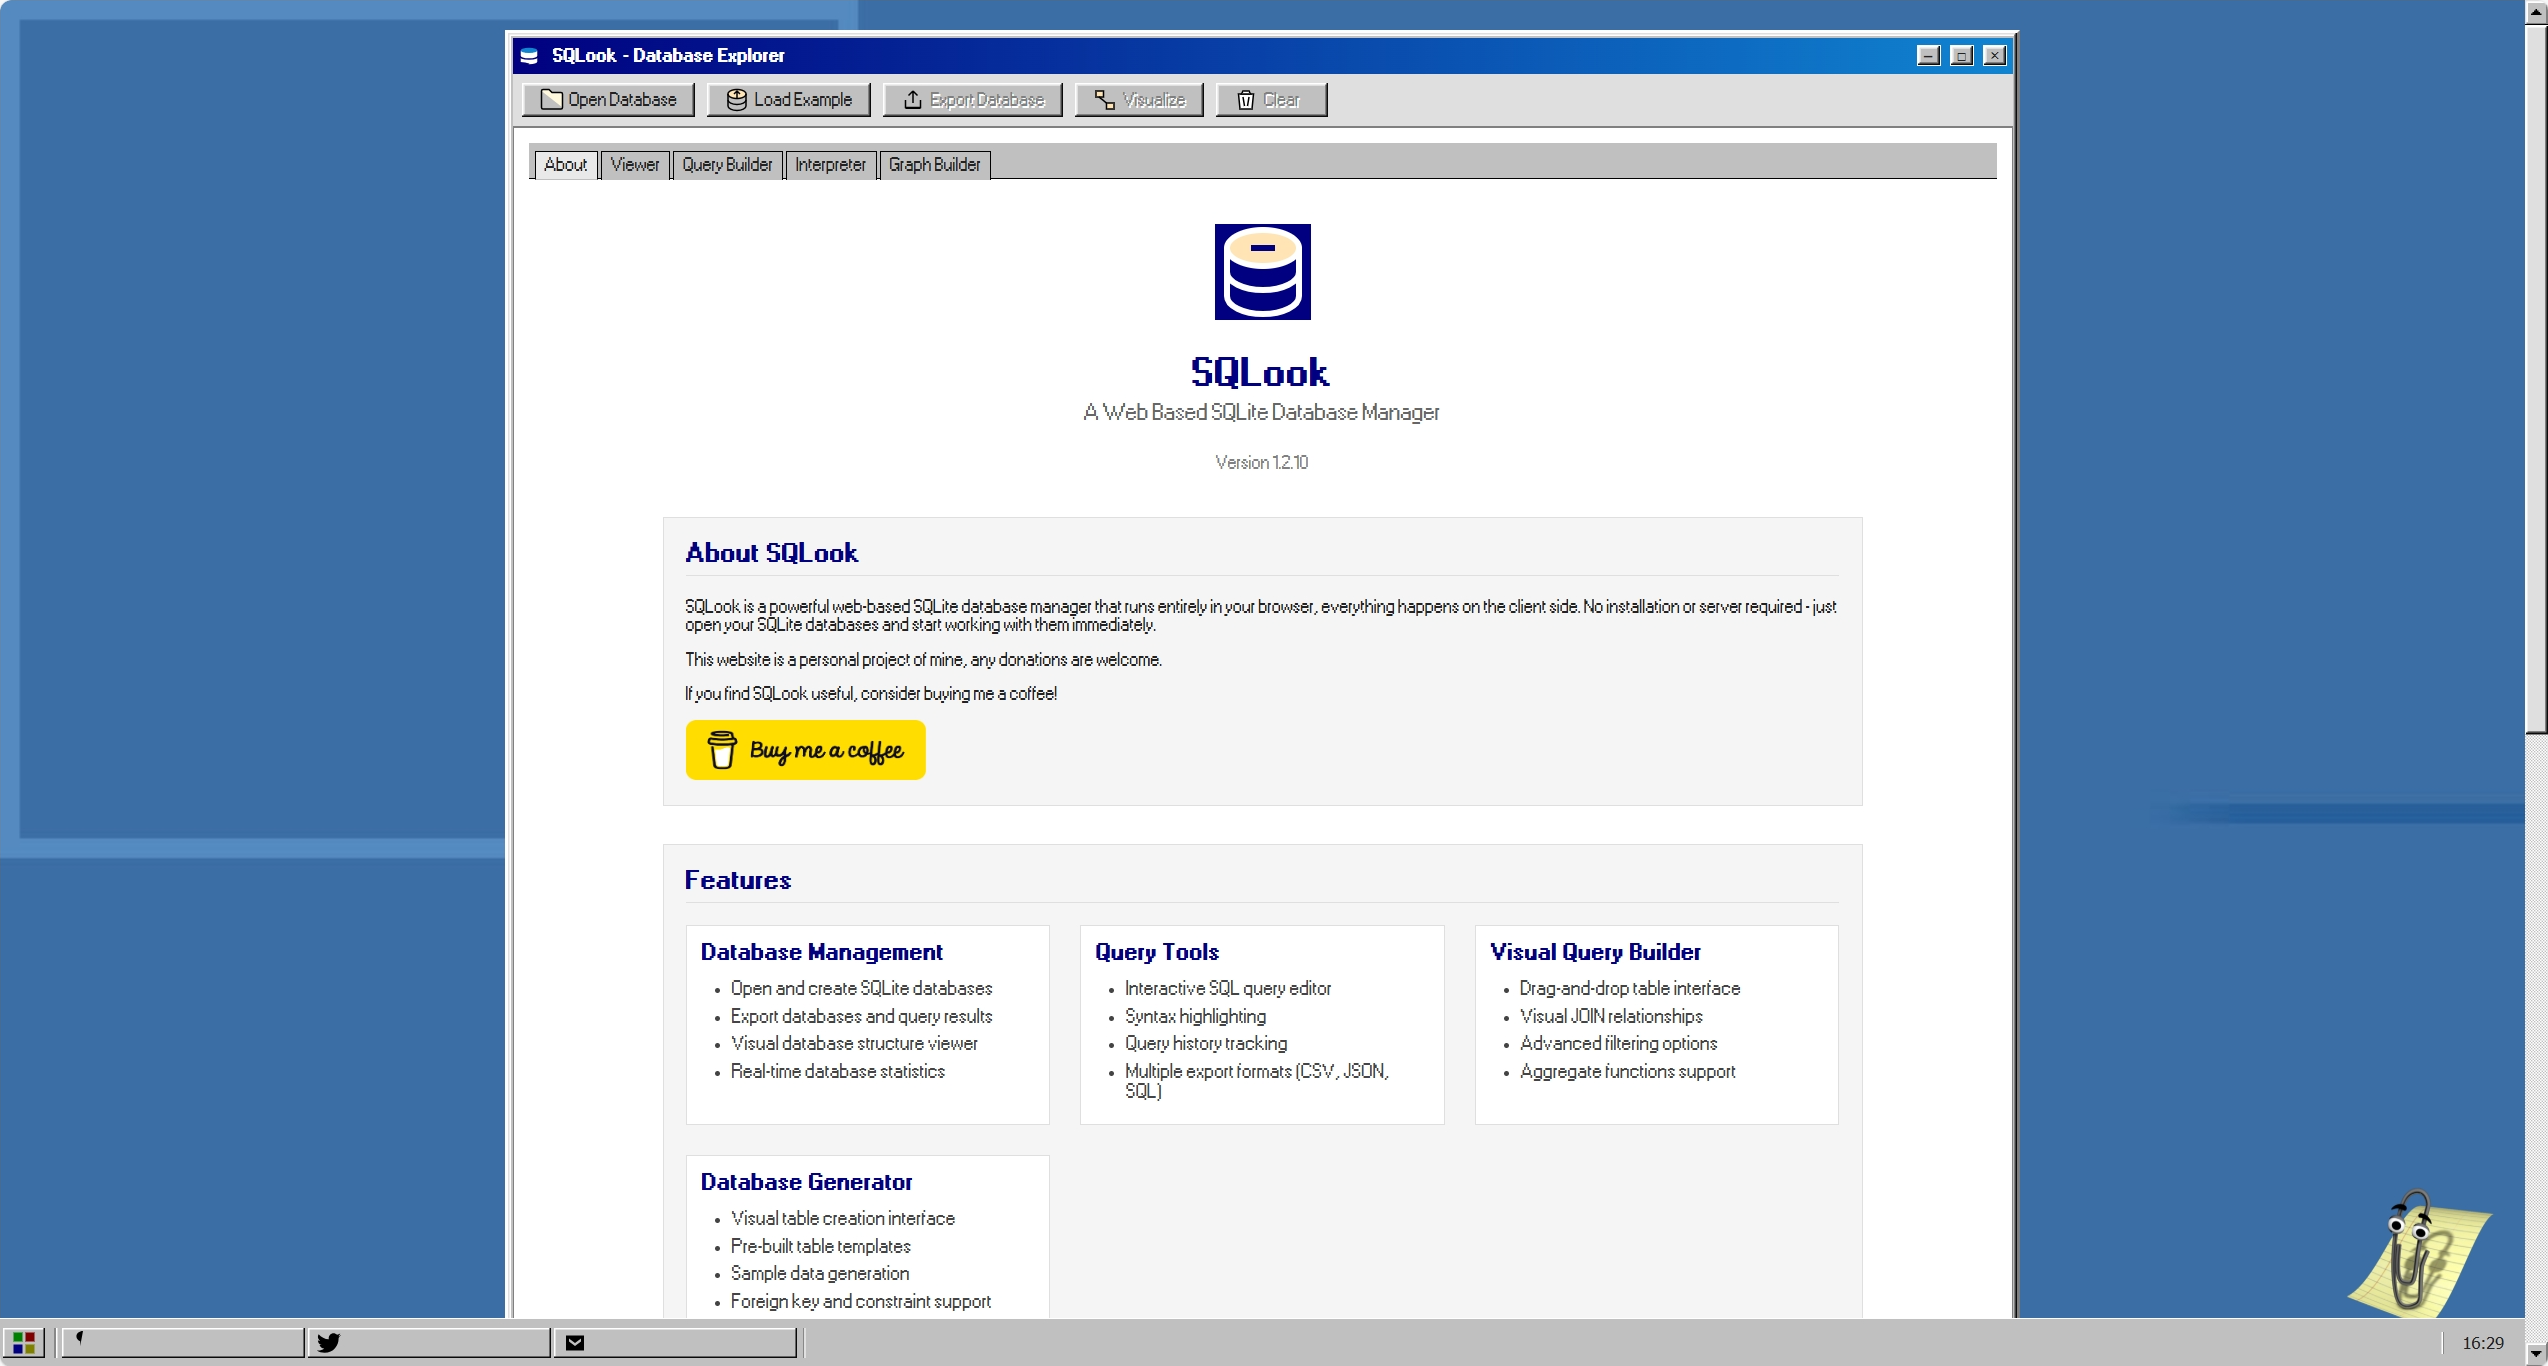 SQLook - Database Explorer
Open Database
Load Example
Export Database
Visualize
Clear
About
Viewer
Query Builder
Interpreter
Graph Builder
SQLook
A Web Based SQLite Database Manager
Version 1.2.10
About SQLook
SQLook is a powerful web-based SQLite database manager that runs entirely in your browser, everything happens on the client side. No installation or server required - just
open your SQLite databases and start working with them immediately.
This website is a personal project of mine, any donations are welcome.
If you find SQLook useful, consider buying me a coffee!
Buy me a coffee
Features
Database Management
• Open and create SQLite databases
• Export databases and query results
• Visual database structure viewer
• Real-time database statistics
Query Tools
• Interactive SQL query editor
• Syntax highlighting
• Query history tracking
• Multiple export formats (CSV, JSON,
SQL)
Visual Query Builder
• Drag-and-drop table interface
• Visual JOIN relationships
• Advanced filtering options
• Aggregate functions support
Database Generator
• Visual table creation interface
• Pre-built table templates
• Sample data generation
• Foreign key and constraint support
16:29